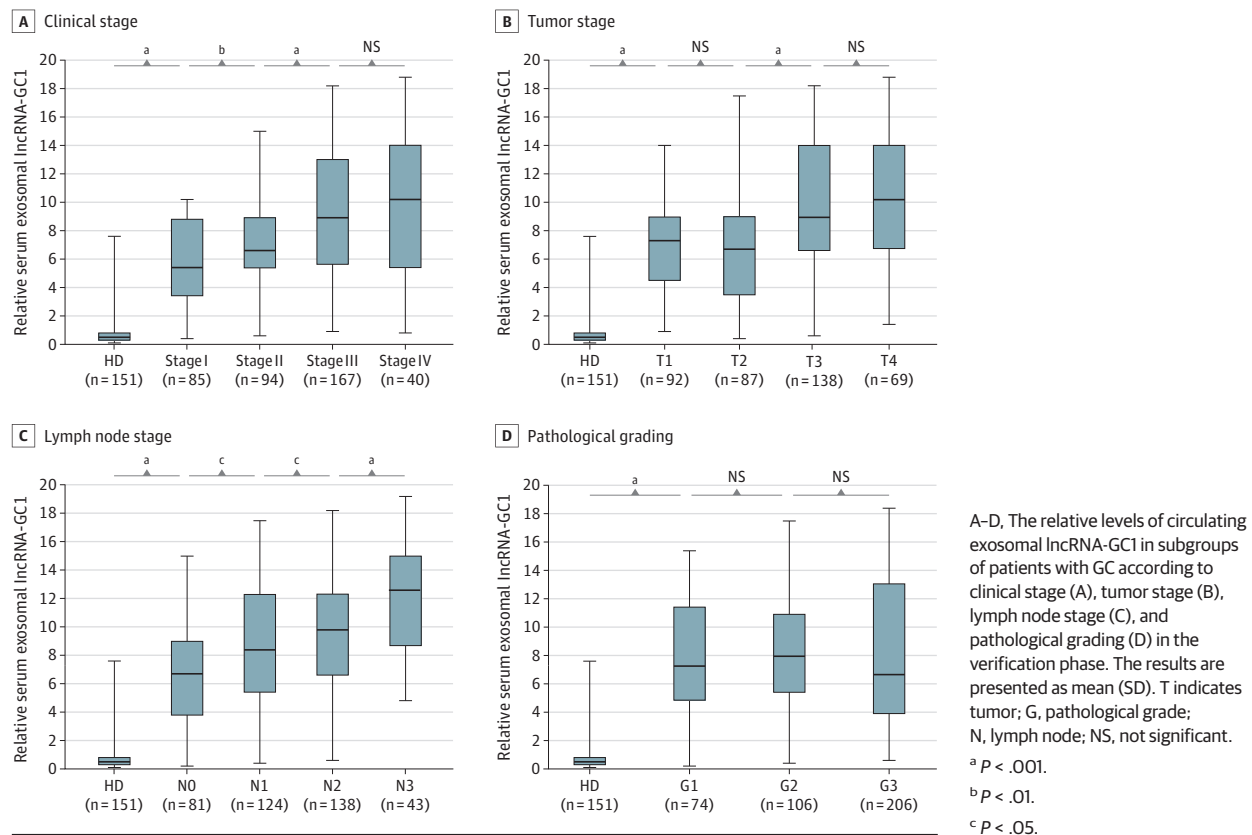 A Clinical stage
a b a NS
Relative serum exosomal lncRNA-GC1
20
18
16
14
12
10
8
6
4
2
0
HD Stage I Stage II Stage III Stage IV
(n=151) (n=85) (n=94) (n=167) (n=40)
B Tumor stage
a NS a NS
Relative serum exosomal lncRNA-GC1
20
18
16
14
12
10
8
6
4
2
0
HD T1 T2 T3 T4
(n=151) (n=92) (n=87) (n=138) (n=69)
C Lymph node stage
a c c a
Relative serum exosomal lncRNA-GC1
20
18
16
14
12
10
8
6
4
2
0
HD N0 N1 N2 N3
(n=151) (n=81) (n=124) (n=138) (n=43)
D Pathological grading
a NS NS
Relative serum exosomal lncRNA-GC1
20
18
16
14
12
10
8
6
4
2
0
HD G1 G2 G3
(n=151) (n=74) (n=106) (n=206)
A–D, The relative levels of circulating
exosomal lncRNA-GC1 in subgroups
of patients with GC according to
clinical stage (A), tumor stage (B),
lymph node stage (C), and
pathological grading (D) in the
verification phase. The results are
presented as mean (SD). T indicates
tumor; G, pathological grade;
N, lymph node; NS, not significant.
a P < .001.
b P < .01.
c P < .05.